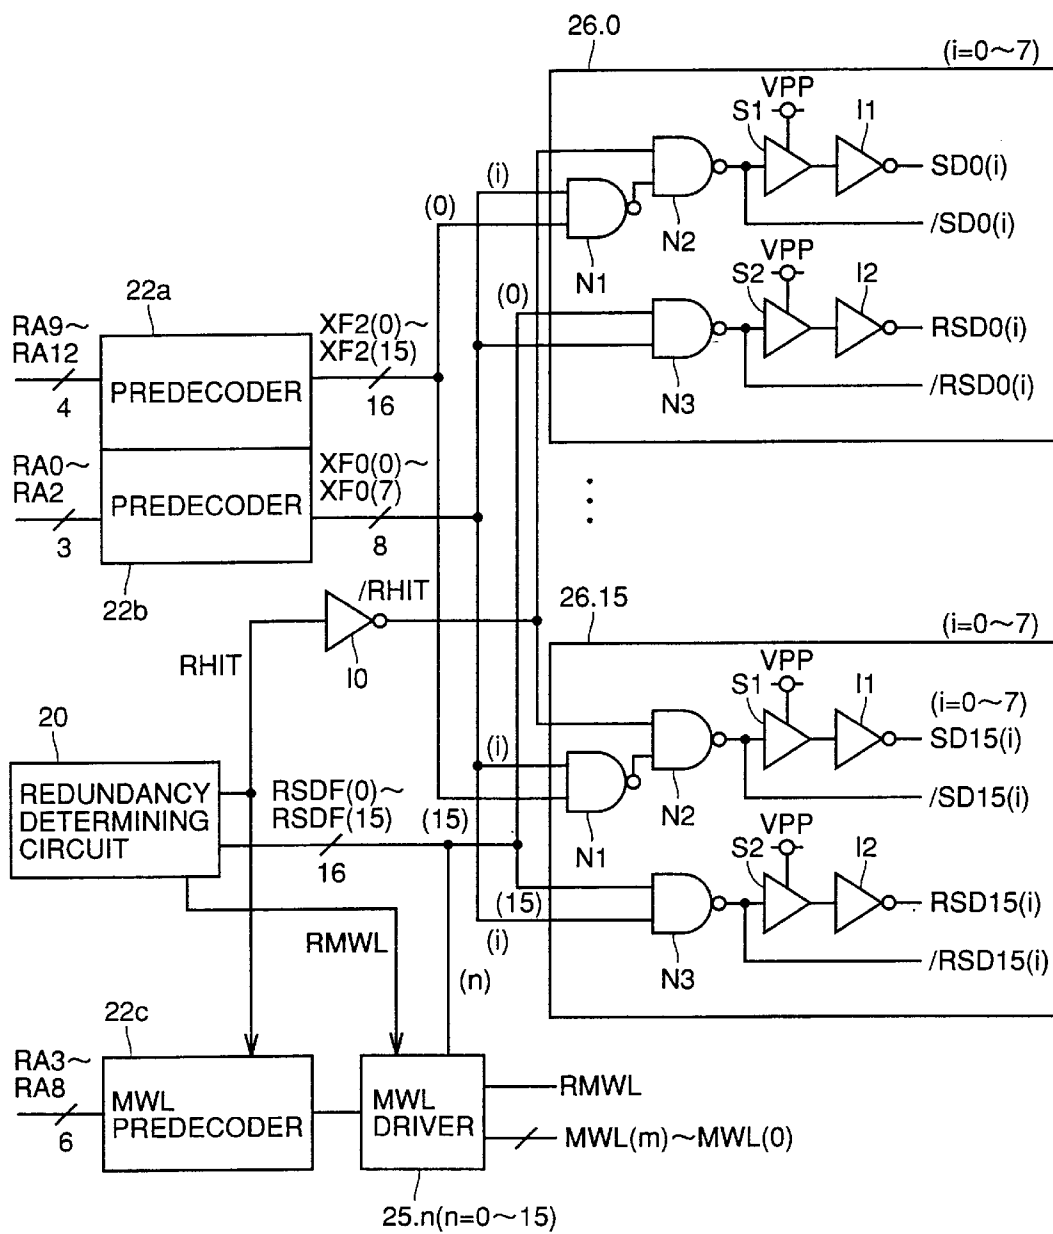 26.0
(i=0～7)
VPP
S1
I1
SD0(i)
(i)
(0)
N2
/SD0(i)
N1
VPP
S2
I2
(0)
22a
RA9～
RA12
XF2(0)～
XF2(15)
RSD0(i)
PREDECODER
4
16
N3
/RSD0(i)
RA0～
RA2
XF0(0)～
XF0(7)
PREDECODER
3
8
22b
/RHIT
26.15
(i=0～7)
RHIT
I0
VPP
S1
I1
(i=0～7)
20
(i)
SD15(i)
REDUNDANCY
DETERMINING
CIRCUIT
RSDF(0)～
RSDF(15)
(15)
N2
/SD15(i)
16
N1
VPP
S2
I2
(15)
RSD15(i)
RMWL
(i)
(n)
N3
/RSD15(i)
22c
RA3～
RA8
MWL
PREDECODER
6
MWL
DRIVER
RMWL
MWL(m)～MWL(0)
25.n(n=0～15)